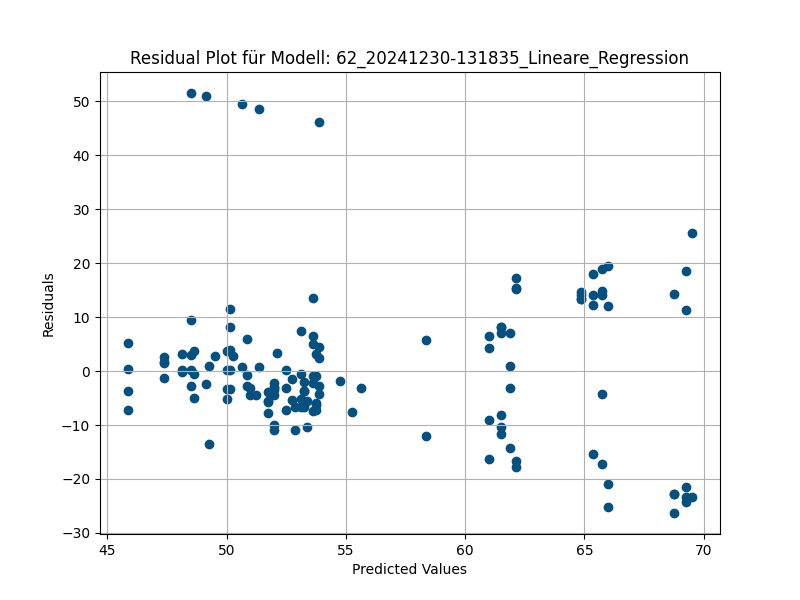 Residual Plot für Modell: 62_20241230-131835_Lineare_Regression
50
40
30
20
10
0
−10
−20
−30
Residuals
45 50 55 60 65 70
Predicted Values